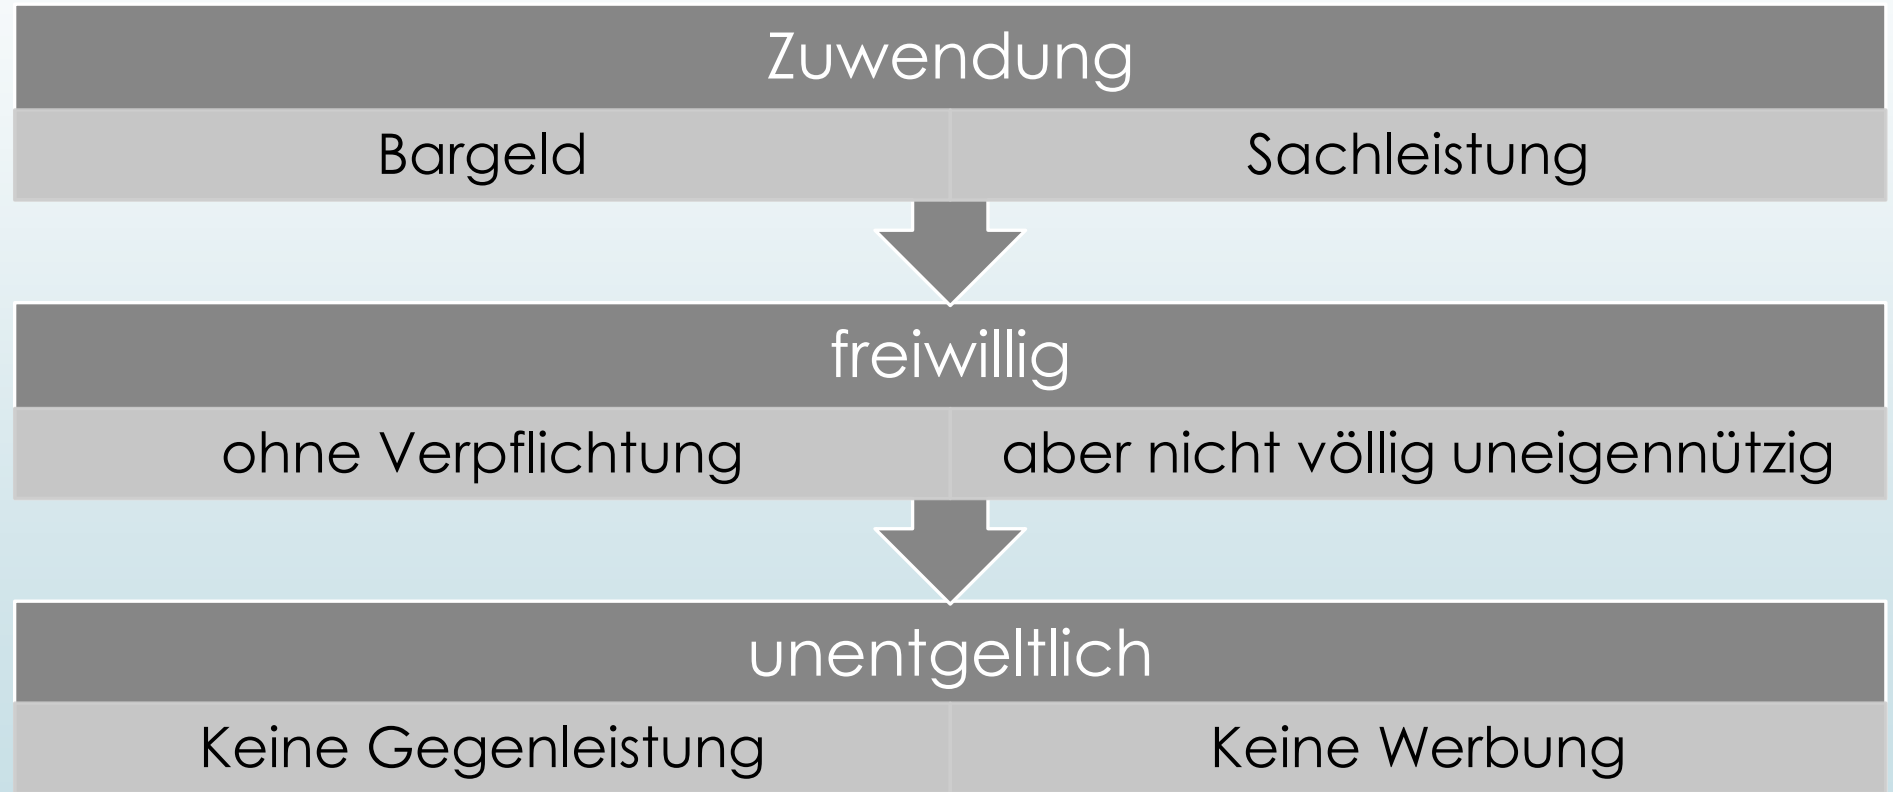 Zuwendung
Bargeld
Sachleistung
freiwillig
ohne Verpflichtung
aber nicht völlig uneigennützig
unentgeltlich
Keine Gegenleistung
Keine Werbung